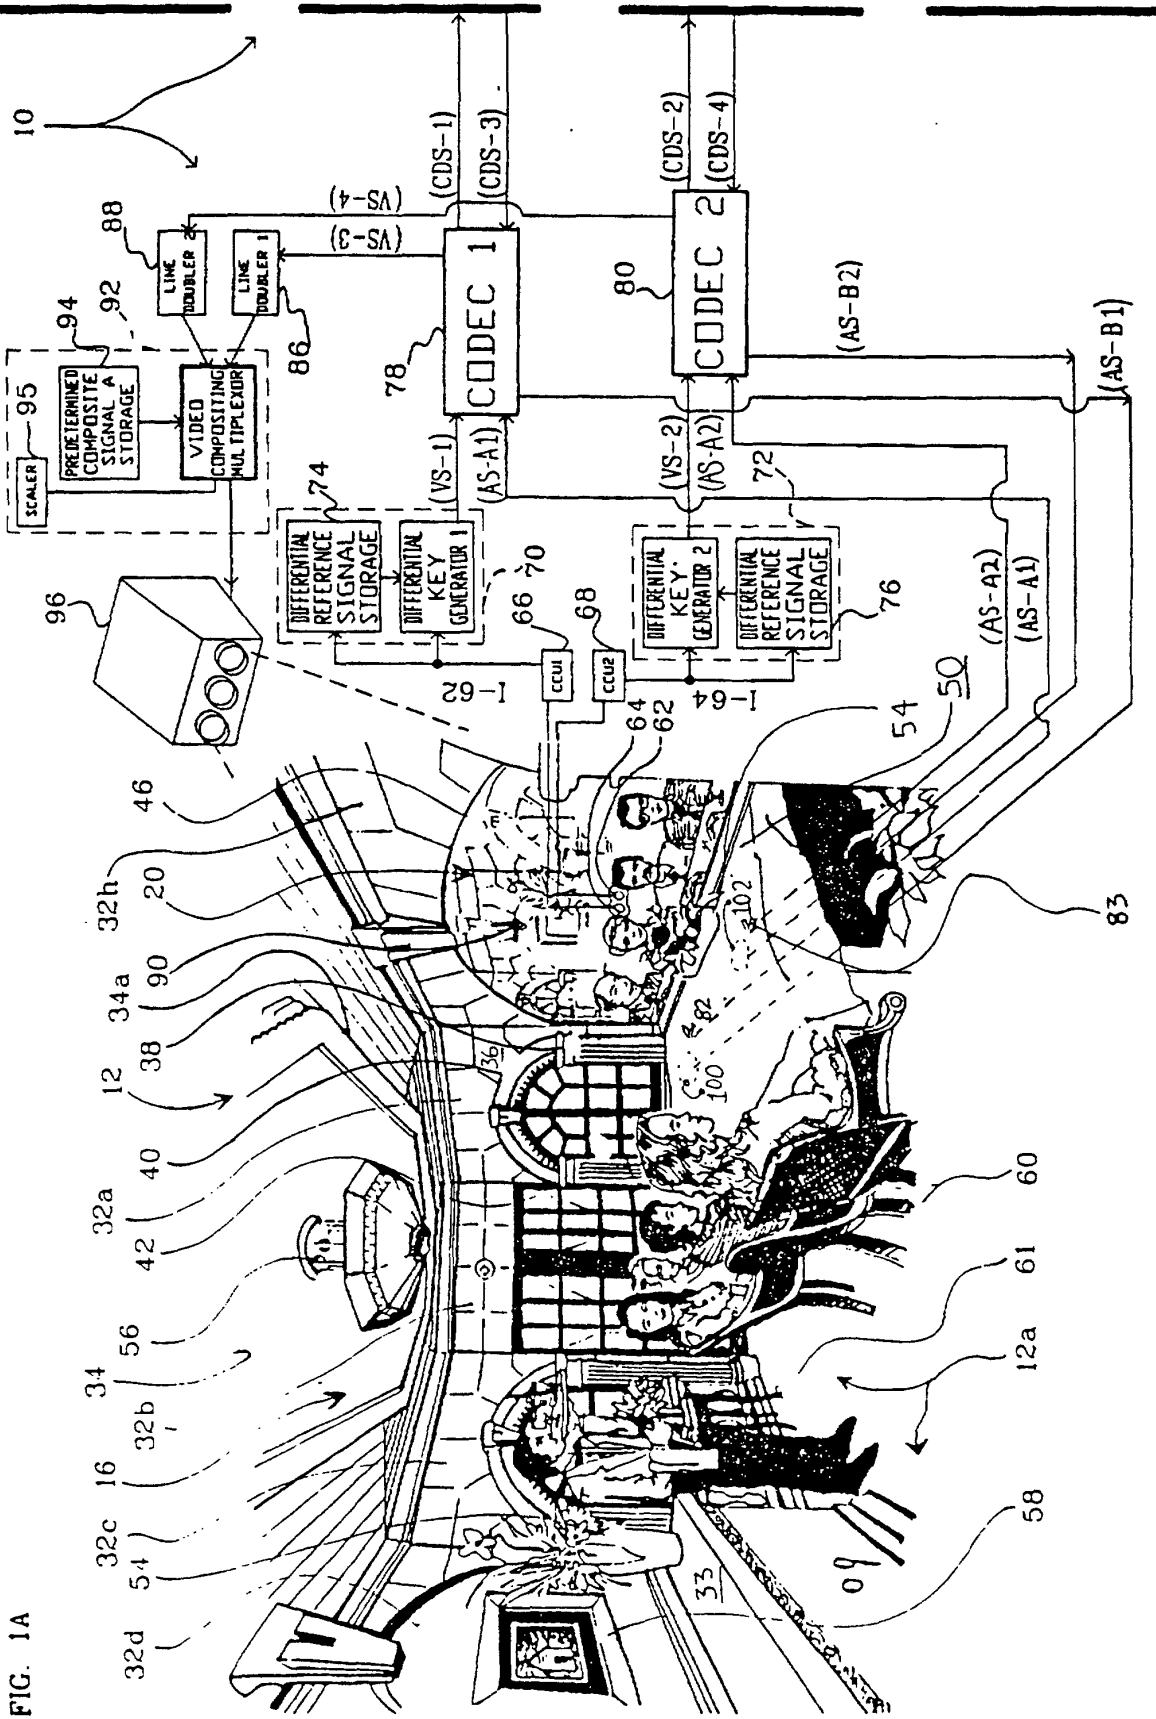 FIG. 1A
10
32d
54
32c
16
32b
34
56
42
32a
40
12
38
34a
90
20
32h
46
96
SCALER
95
PREDETERMINED
COMPOSITE
SIGNAL A
STORAGE
94
92
VIDEO
COMPOSITING
MULTIPLEXOR
LINE
DOUBLER 2
88
LINE
DOUBLER 1
86
(VS-4)
(VS-3)
DIFFERENTIAL
REFERENCE
SIGNAL
STORAGE
74
DIFFERENTIAL
KEY
GENERATOR 1
70
I-62
(VS-1)
(AS-A1)
78
CODEC 1
(CDS-1)
(CDS-3)
CCU1
66
CCU2
68
64
62
I-64
DIFFERENTIAL
KEY
GENERATOR 2
DIFFERENTIAL
REFERENCE
SIGNAL
STORAGE
72
76
(VS-2)
(AS-A2)
80
CODEC 2
(CDS-2)
(CDS-4)
(AS-B2)
(AS-B1)
(AS-A2)
(AS-A1)
36
54
50
82
100
102
83
33
58
60
61
12a